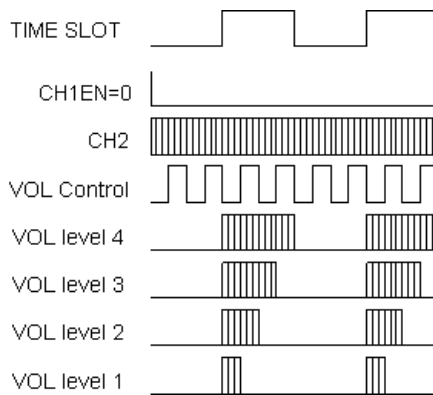 TIME SLOT
CH1EN=0
CH2
VOL Control
VOL level 4
VOL level 3
VOL level 2
VOL level 1